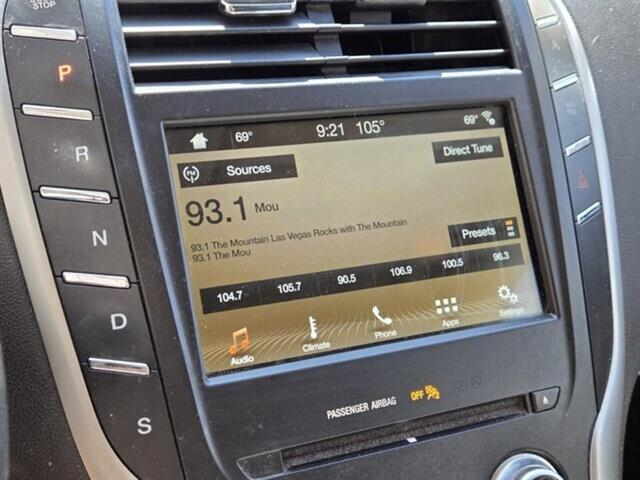 STOP
P
R
N
D
S
69° 9:21 105° 69°
FM Sources Direct Tune
93.1 Mou
93.1 The Mountain Las Vegas Rocks with The Mountain
93.1 The Mou
Presets
104.7 105.7 90.5 106.9 100.5 96.3
Audio Climate Phone Apps Settings
PASSENGER AIRBAG OFF